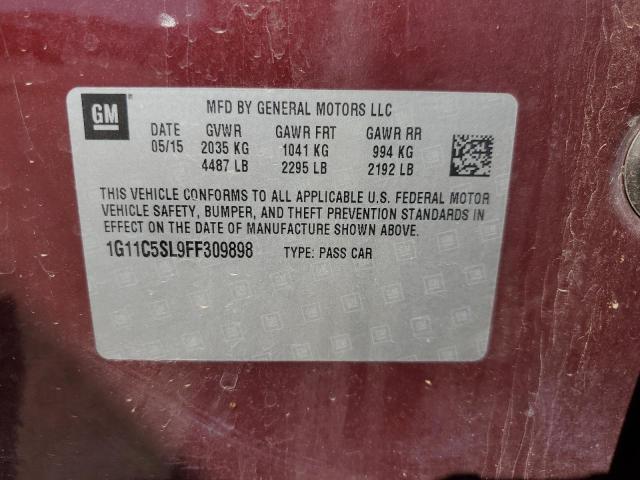 GM
MFD BY GENERAL MOTORS LLC
DATE GVWR GAWR FRT GAWR RR
05/15 2035 KG 1041 KG 994 KG
4487 LB 2295 LB 2192 LB
THIS VEHICLE CONFORMS TO ALL APPLICABLE U.S. FEDERAL MOTOR
VEHICLE SAFETY, BUMPER, AND THEFT PREVENTION STANDARDS IN
EFFECT ON THE DATE OF MANUFACTURE SHOWN ABOVE.
1G11C5SL9FF309898 TYPE: PASS CAR